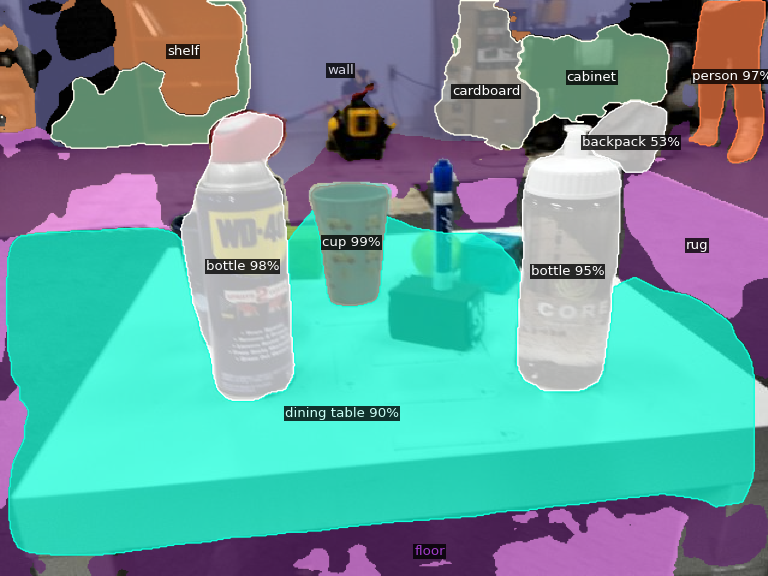 shelf
wall
cardboard
cabinet
person 97%
backpack 53%
WD-40
cup 99%
bottle 98%
bottle 95%
rug
CORE
dining table 90%
floor